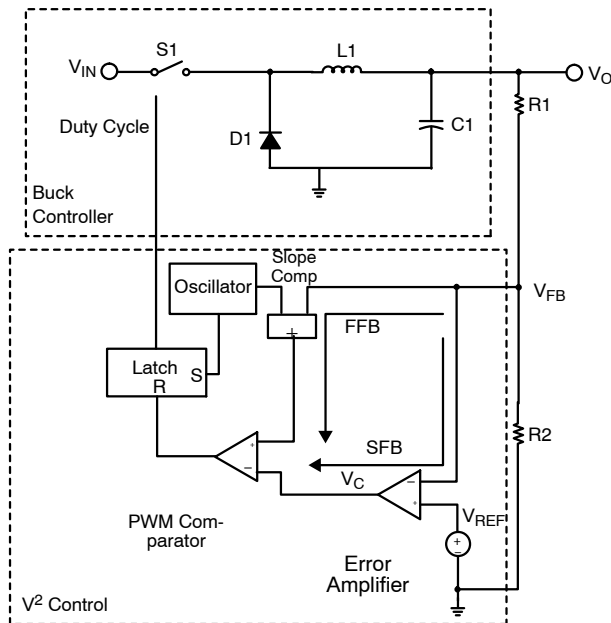 S1
L1
V_IN
V_O
R1
Duty Cycle
D1
C1
Buck
Controller
Slope
Comp
Oscillator
V_FB
+
FFB
Latch
S
R
R2
+
SFB
−
V_C
−
+
V_REF
PWM Com-
parator
+
−
Error
Amplifier
V² Control